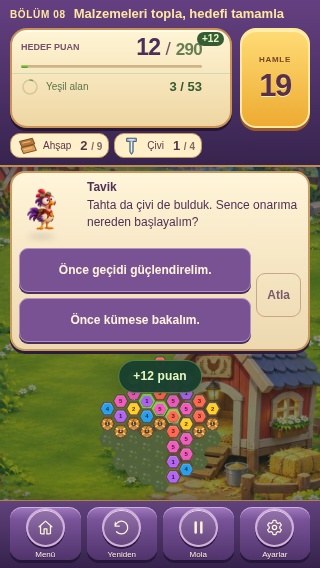 BÖLÜM 08 Malzemeleri topla, hedefi tamamla
HEDEF PUAN 12 / 290
+12
Yeşil alan 3 / 53
HAMLE
19
Ahşap 2 / 9
Çivi 1 / 4
Tavik
Tahta da çivi de bulduk. Sence onarıma
nereden başlayalım?
Önce geçidi güçlendirelim.
Önce kümese bakalım.
Atla
+12 puan
Menü
Yeniden
Mola
Ayarlar